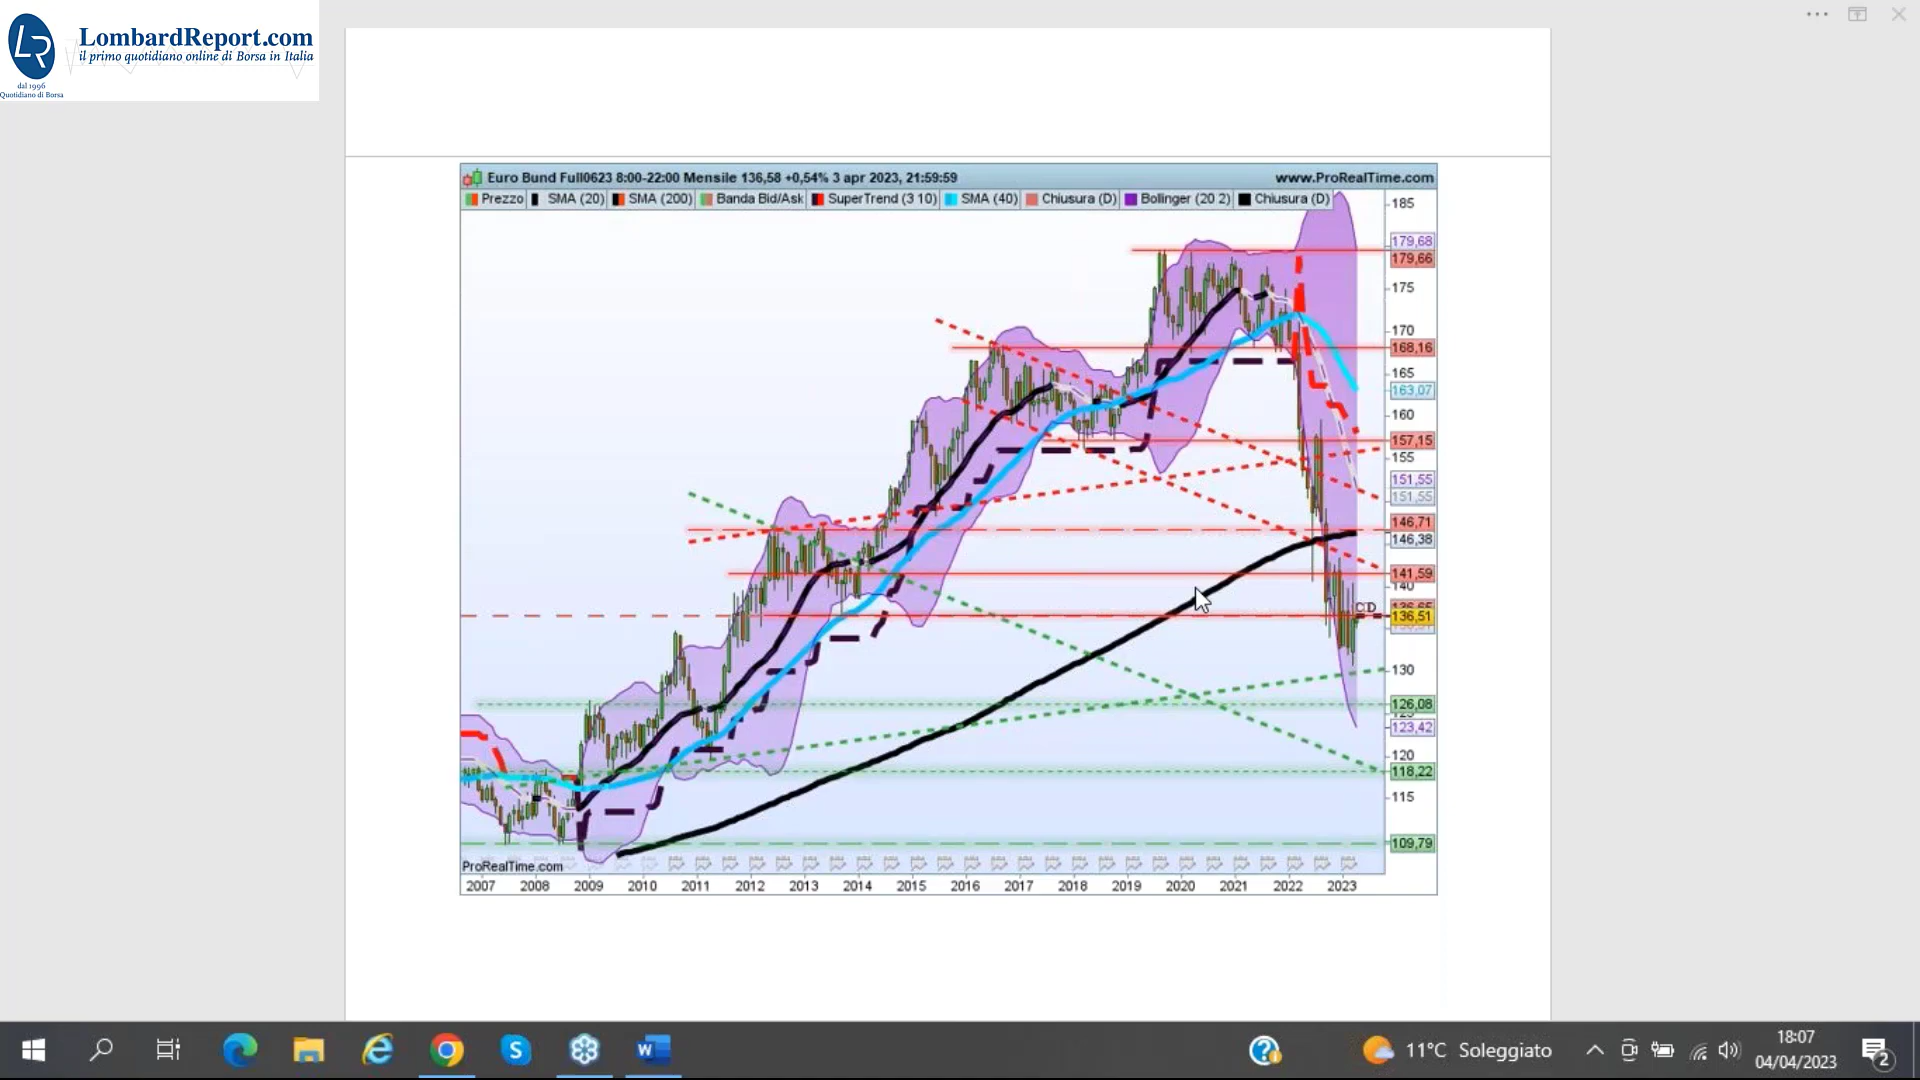 LombardReport.com
il primo quotidiano online di Borsa in Italia
dal 1996
Quotidiano di Borsa
Euro Bund Full0623 8:00-22:00 Mensile 136,58 +0,54% 3 apr 2023, 21:59:59
www.ProRealTime.com
Prezzo SMA (20) SMA (200) Banda Bid/Ask SuperTrend (3 10) SMA (40) Chiusura (D) Bollinger (20 2) Chiusura (D)
185
179,68
179,66
175
170
168,16
165
163,07
160
157,15
155
151,55
151,55
146,71
146,38
141,59
140
CD
136,51
130
126,08
123,42
120
118,22
115
109,79
ProRealTime.com
2007 2008 2009 2010 2011 2012 2013 2014 2015 2016 2017 2018 2019 2020 2021 2022 2023
11°C Soleggiato
18:07
04/04/2023
2